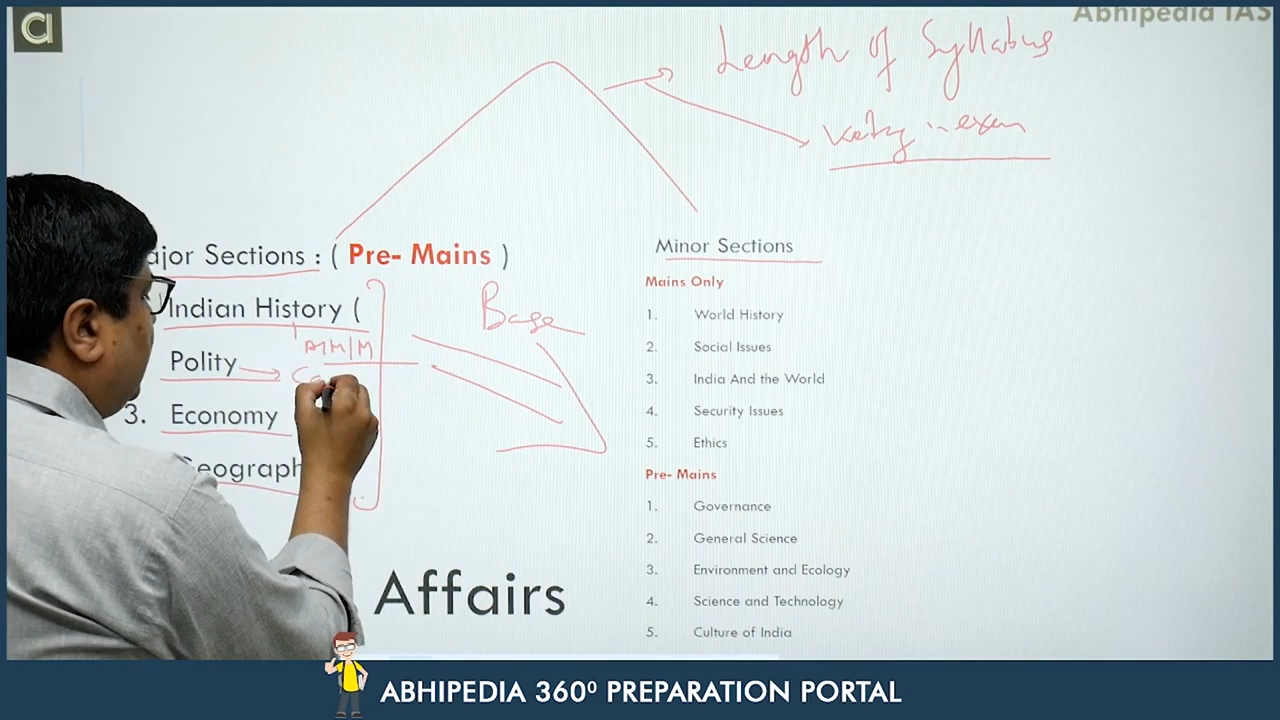 a
Abhipedia IAS
Length of Syllabus
in exam
ajor Sections : ( Pre- Mains )
Indian History (
A/M/M
Polity
3. Economy
Geograph
Base
Affairs
Minor Sections
Mains Only
1. World History
2. Social Issues
3. India And the World
4. Security Issues
5. Ethics
Pre- Mains
1. Governance
2. General Science
3. Environment and Ecology
4. Science and Technology
5. Culture of India
ABHIPEDIA 360⁰ PREPARATION PORTAL